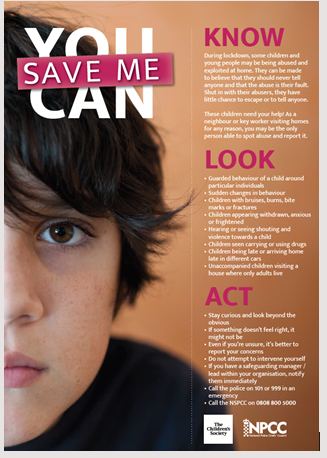 YOU
SAVE ME
CAN
KNOW
During lockdown, some children and
young people may be being abused and
exploited at home. They can be made
to believe that they should never tell
anyone and that the abuse is their fault.
Shut in with their abusers, they have
little chance to escape or to tell anyone.
These children need your help! As a
neighbour or key worker visiting homes
for any reason, you may be the only
person able to spot abuse and report it.
LOOK
• Guarded behaviour of a child around
particular individuals
• Sudden changes in behaviour
• Children with bruises, burns, bite
marks or fractures
• Children appearing withdrawn, anxious
or frightened
• Hearing or seeing shouting and
violence towards a child
• Children seen carrying or using drugs
• Children being late or arriving home
late in different cars
• Unaccompanied children visiting a
house where only adults live
ACT
• Stay curious and look beyond the
obvious
• If something doesn't feel right, it
might not be
• Even if you're unsure, it's better to
report your concerns
• Do not attempt to intervene yourself
• If you have a safeguarding manager /
lead within your organisation, notify
them immediately
• Call the police on 101 or 999 in an
emergency
• Call the NSPCC on 0808 800 5000
The
Children's
Society
NPCC
National Police Chiefs' Council